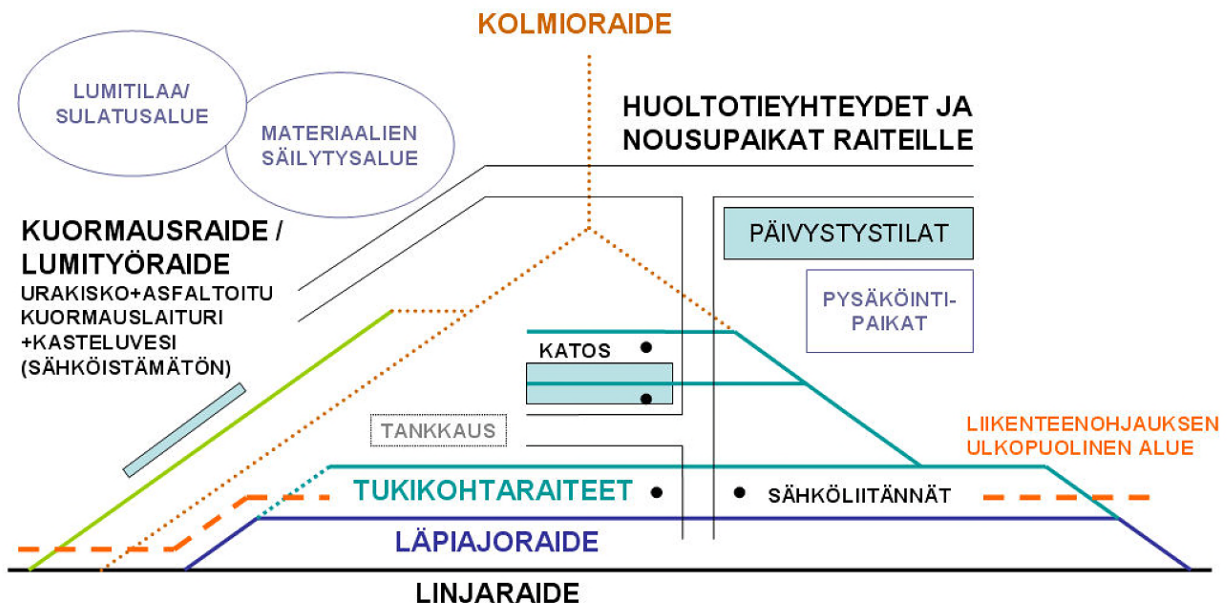 KOLMIORAIDE
LUMITILAA/
SULATUSALUE
MATERIAALIEN
SÄILYTYSALUE
HUOLTOTIEYHTEYDET JA
NOUSUPAIKAT RAITEILLE
KUORMAUSRAIDE /
LUMITYÖRAIDE
URAKISKO+ASFALTOITU
KUORMAUSLAITURI
+KASTELUVESI
(SÄHKÖISTÄMÄTÖN)
PÄIVYSTYSTILAT
PYSÄKÖINTI-
PAIKAT
KATOS
TANKKAUS
LIIKENTEENOHJAUKSEN
ULKOPUOLINEN ALUE
TUKIKOHTARAITEET
SÄHKÖLIITÄNNÄT
LÄPIAJORAIDE
LINJARAIDE